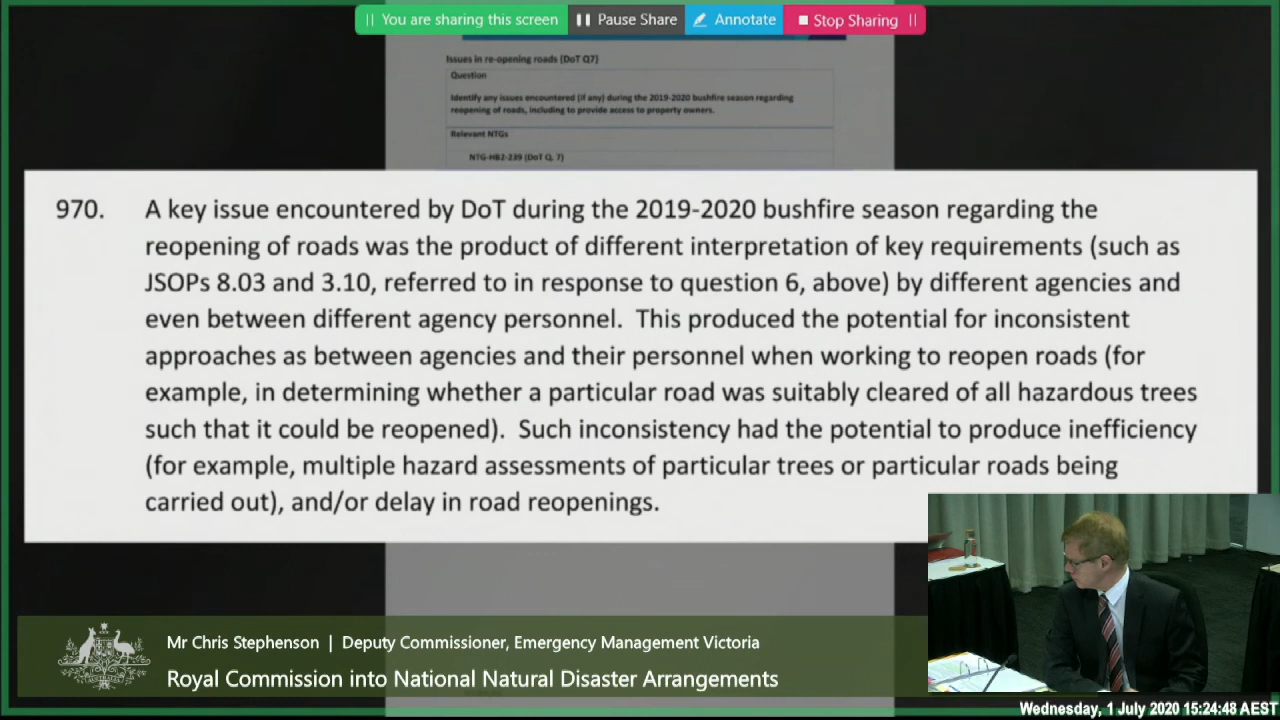 You are sharing this screen
Pause Share
Annotate
Stop Sharing
Issues in re-opening roads (DoT Q7)
Question
Identify any issues encountered (if any) during the 2019-2020 bushfire season regarding
reopening of roads, including to provide access to property owners.
Relevant NTGs
NTG-HB2-239 (DoT Q, 7)
970. A key issue encountered by DoT during the 2019-2020 bushfire season regarding the
reopening of roads was the product of different interpretation of key requirements (such as
JSOPs 8.03 and 3.10, referred to in response to question 6, above) by different agencies and
even between different agency personnel. This produced the potential for inconsistent
approaches as between agencies and their personnel when working to reopen roads (for
example, in determining whether a particular road was suitably cleared of all hazardous trees
such that it could be reopened). Such inconsistency had the potential to produce inefficiency
(for example, multiple hazard assessments of particular trees or particular roads being
carried out), and/or delay in road reopenings.
Mr Chris Stephenson | Deputy Commissioner, Emergency Management Victoria
Royal Commission into National Natural Disaster Arrangements
Wednesday, 1 July 2020 15:24:48 AEST